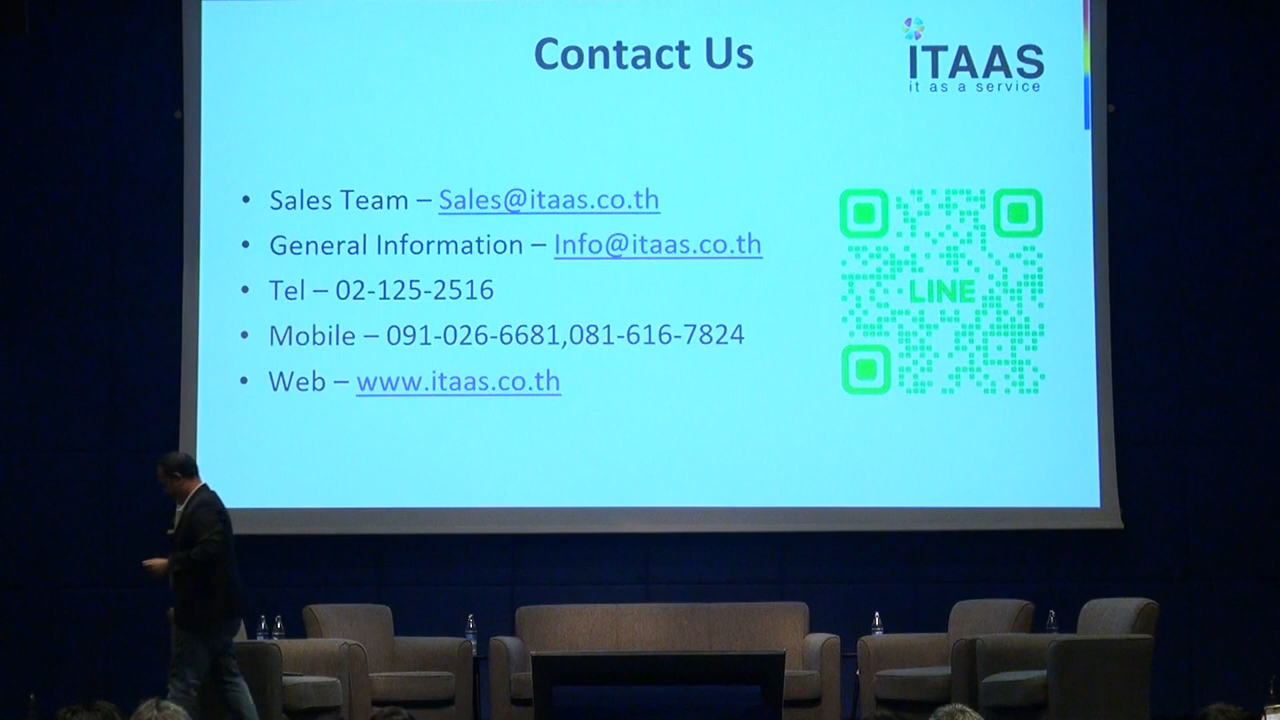 Contact Us
ITAAS
it as a service
• Sales Team – Sales@itaas.co.th
• General Information – Info@itaas.co.th
• Tel – 02-125-2516
• Mobile – 091-026-6681,081-616-7824
• Web – www.itaas.co.th
LINE